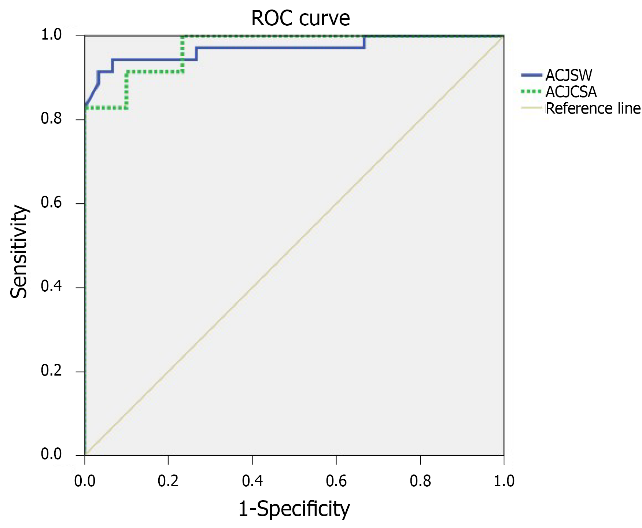 ROC curve
1.0
0.8
0.6
0.4
0.2
0.0
Sensitivity
0.0 0.2 0.4 0.6 0.8 1.0
1-Specificity
ACJSW
ACJCSA
Reference line